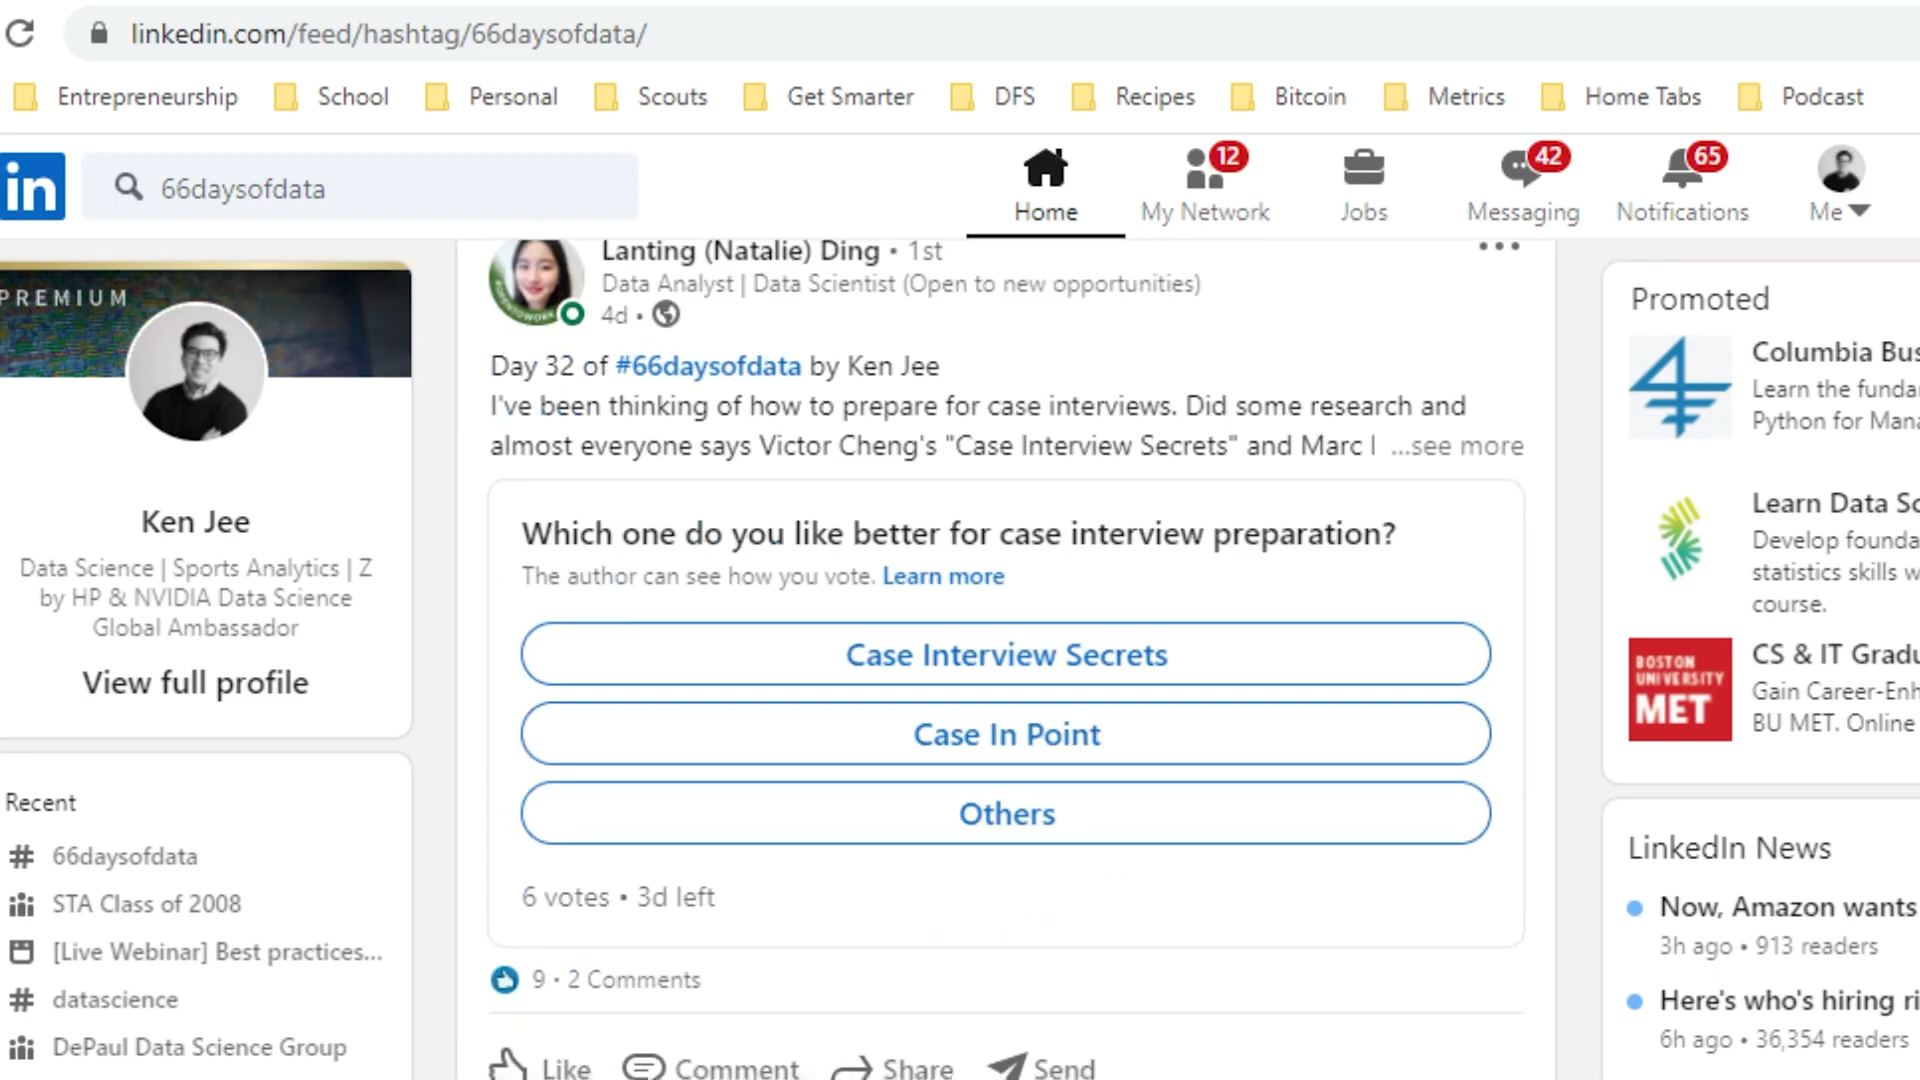 linkedin.com/feed/hashtag/66daysofdata/
Entrepreneurship School Personal Scouts Get Smarter DFS Recipes Bitcoin Metrics Home Tabs Podcast
in 66daysofdata
12 42 65
Home My Network Jobs Messaging Notifications Me
PREMIUM
Ken Jee
Data Science | Sports Analytics | Z
by HP & NVIDIA Data Science
Global Ambassador
View full profile
Recent
# 66daysofdata
STA Class of 2008
[Live Webinar] Best practices...
# datascience
DePaul Data Science Group
Lanting (Natalie) Ding • 1st
Data Analyst | Data Scientist (Open to new opportunities)
4d •
Day 32 of #66daysofdata by Ken Jee
I've been thinking of how to prepare for case interviews. Did some research and
almost everyone says Victor Cheng's "Case Interview Secrets" and Marc ...see more
Which one do you like better for case interview preparation?
The author can see how you vote. Learn more
Case Interview Secrets
Case In Point
Others
6 votes • 3d left
9 · 2 Comments
Like Comment Share Send
Promoted
Columbia Bus
Learn the funda
Python for Mana
Learn Data Sc
Develop founda
statistics skills w
course.
BOSTON
UNIVERSITY
MET
CS & IT Gradu
Gain Career-Enh
BU MET. Online
LinkedIn News
Now, Amazon wants
3h ago • 913 readers
Here's who's hiring ri
6h ago • 36,354 readers